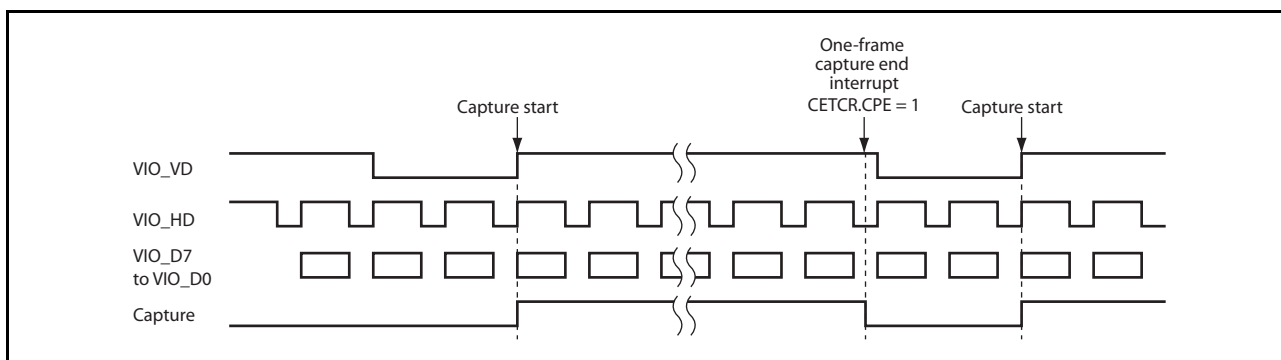 One-frame
capture end
interrupt
CETCR.CPE = 1
Capture start
Capture start
VIO_VD
VIO_HD
VIO_D7
to VIO_D0
Capture